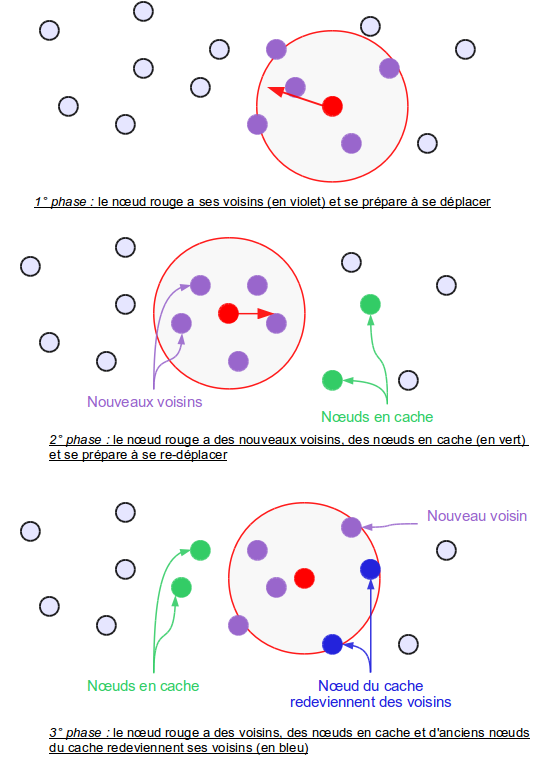 1° phase : le nœud rouge a ses voisins (en violet) et se prépare à se déplacer
Nouveaux voisins
Nœuds en cache
2° phase : le nœud rouge a des nouveaux voisins, des nœuds en cache (en vert)
et se prépare à se re-déplacer
Nouveau voisin
Nœuds en cache
Nœud du cache
redeviennent des voisins
3° phase : le nœud rouge a des voisins, des nœuds en cache et d'anciens nœuds
du cache redeviennent ses voisins (en bleu)